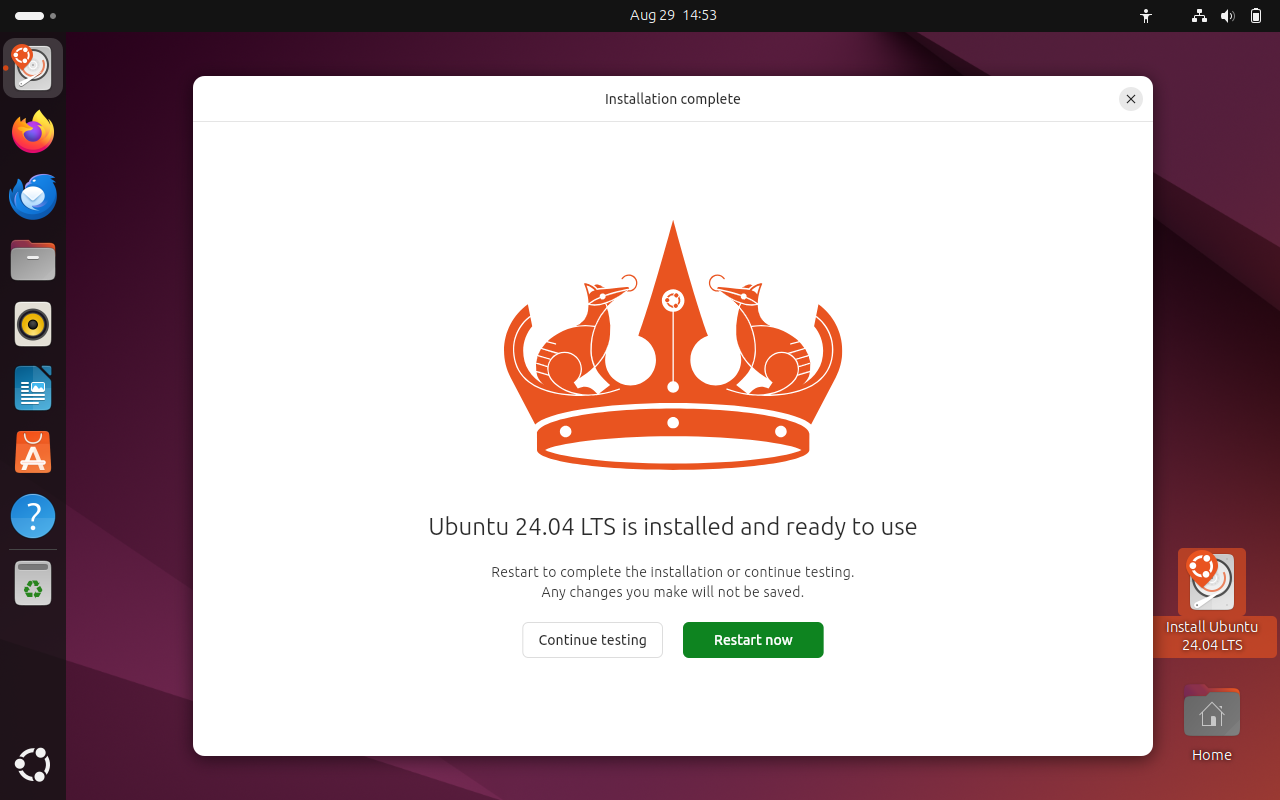 Aug 29 14:53
Installation complete
Ubuntu 24.04 LTS is installed and ready to use
Restart to complete the installation or continue testing.
Any changes you make will not be saved.
Continue testing
Restart now
Install Ubuntu
24.04 LTS
Home